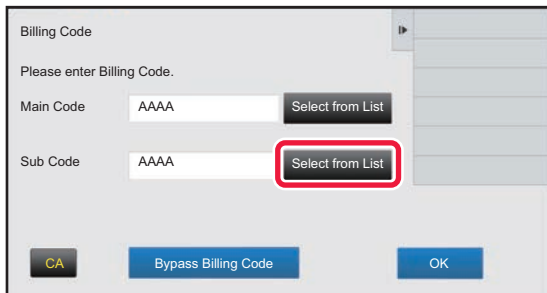 Billing Code
Please enter Billing Code.
Main Code AAAA Select from List
Sub Code AAAA Select from List
CA Bypass Billing Code OK